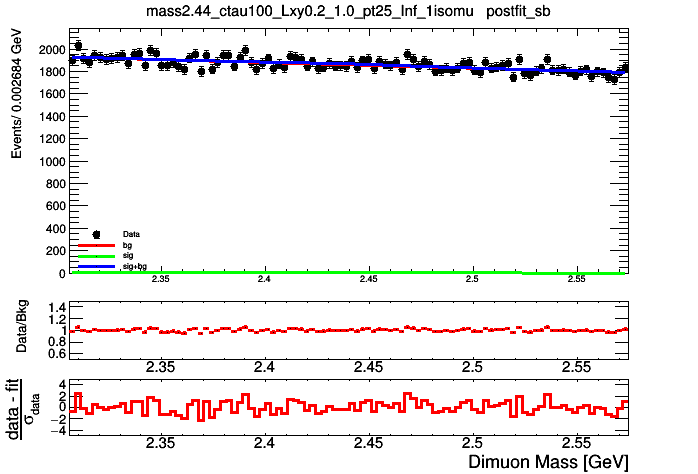 mass2.44_ctau100_Lxy0.2_1.0_pt25_Inf_1isomu postfit_sb
Events/ 0.002684 GeV
2000
1800
1600
1400
1200
1000
800
600
400
200
0
Data
bg
sig
sig+bg
2.35 2.4 2.45 2.5 2.55
Data/Bkg
1.4
1.2
1
0.8
0.6
2.35 2.4 2.45 2.5 2.55
data - fit
σdata
4
2
0
−2
−4
2.35 2.4 2.45 2.5 2.55
Dimuon Mass [GeV]